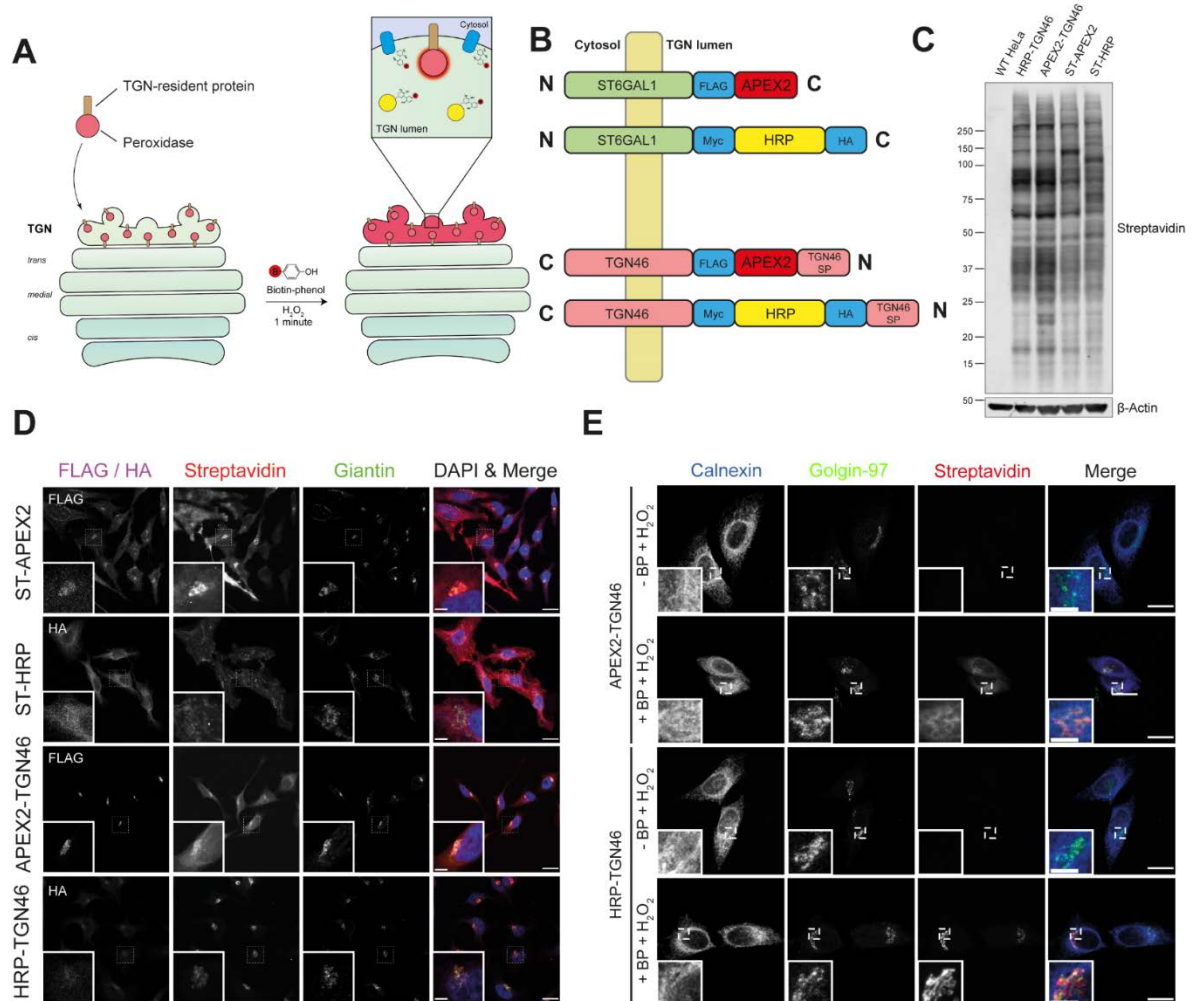 A
TGN-resident protein
Peroxidase
TGN
trans
medial
cis
B
OH
Biotin-phenol
H₂O₂
1 minute
Cytosol
B
B
B
B
TGN lumen
B
Cytosol
TGN lumen
N
ST6GAL1
FLAG
APEX2
C
N
ST6GAL1
Myc
HRP
HA
C
C
TGN46
FLAG
APEX2
TGN46
SP
N
C
TGN46
Myc
HRP
HA
TGN46
SP
N
C
WT HeLa
HRP-TGN46
APEX2-TGN46
ST-APEX2
ST-HRP
250
150
100
75
50
37
25
20
15
50
Streptavidin
β-Actin
D
FLAG / HA
Streptavidin
Giantin
DAPI & Merge
ST-APEX2
FLAG
ST-HRP
HA
APEX2-TGN46
FLAG
HRP-TGN46
HA
E
Calnexin
Golgin-97
Streptavidin
Merge
APEX2-TGN46
- BP + H₂O₂
+ BP + H₂O₂
HRP-TGN46
- BP + H₂O₂
+ BP + H₂O₂